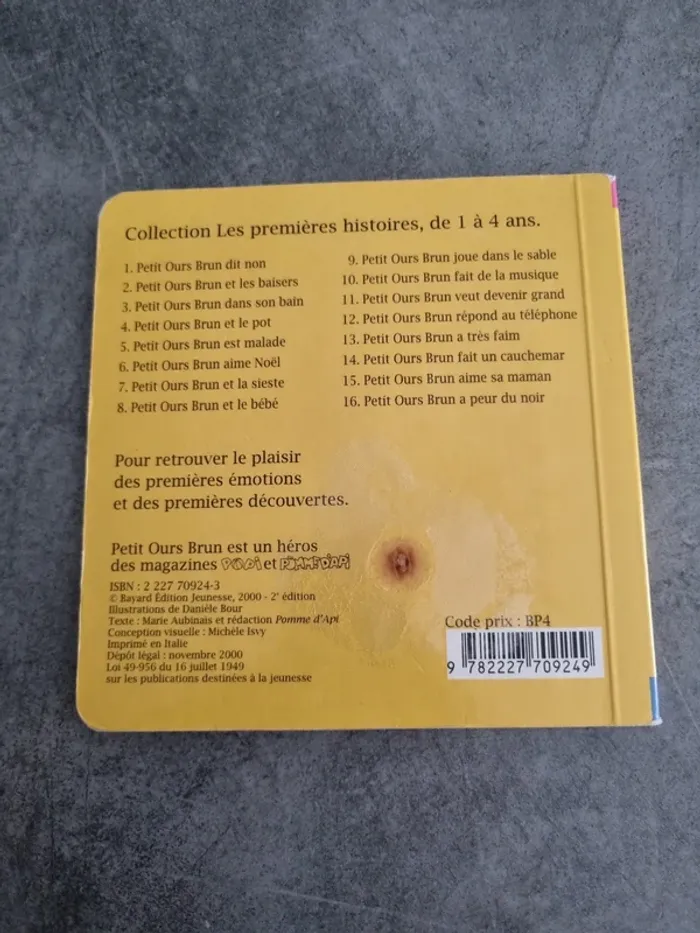 Collection Les premières histoires, de 1 à 4 ans.
1. Petit Ours Brun dit non
2. Petit Ours Brun et les baisers
3. Petit Ours Brun dans son bain
4. Petit Ours Brun et le pot
5. Petit Ours Brun est malade
6. Petit Ours Brun aime Noël
7. Petit Ours Brun et la sieste
8. Petit Ours Brun et le bébé
9. Petit Ours Brun joue dans le sable
10. Petit Ours Brun fait de la musique
11. Petit Ours Brun veut devenir grand
12. Petit Ours Brun répond au téléphone
13. Petit Ours Brun a très faim
14. Petit Ours Brun fait un cauchemar
15. Petit Ours Brun aime sa maman
16. Petit Ours Brun a peur du noir
Pour retrouver le plaisir
des premières émotions
et des premières découvertes.
Petit Ours Brun est un héros
des magazines POPI et POMME D'API
ISBN : 2 227 70924-3
© Bayard Édition Jeunesse, 2000 - 2ᵉ édition
Illustrations de Danièle Bour
Texte : Marie Aubinais et rédaction Pomme d'Api
Conception visuelle : Michèle Isvy
Imprimé en Italie
Dépôt légal : novembre 2000
Loi 49-956 du 16 juillet 1949
sur les publications destinées à la jeunesse
Code prix : BP4
9 782227 709249